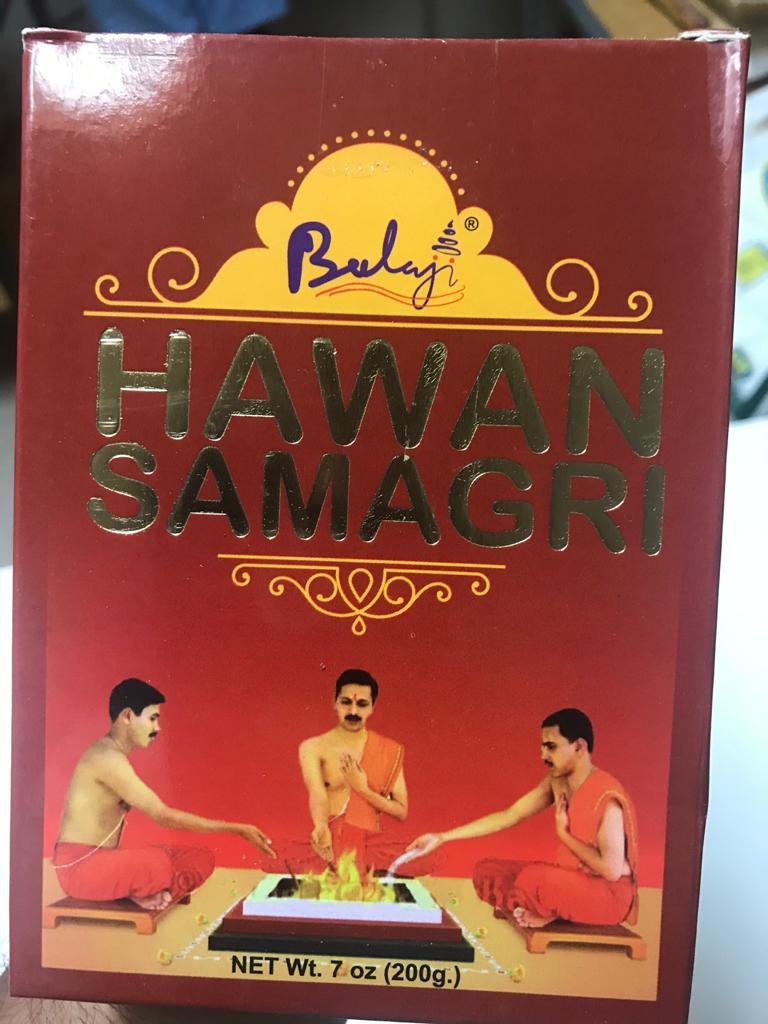 Balaji®
HAWAN
SAMAGRI
NET Wt. 7 oz (200g.)